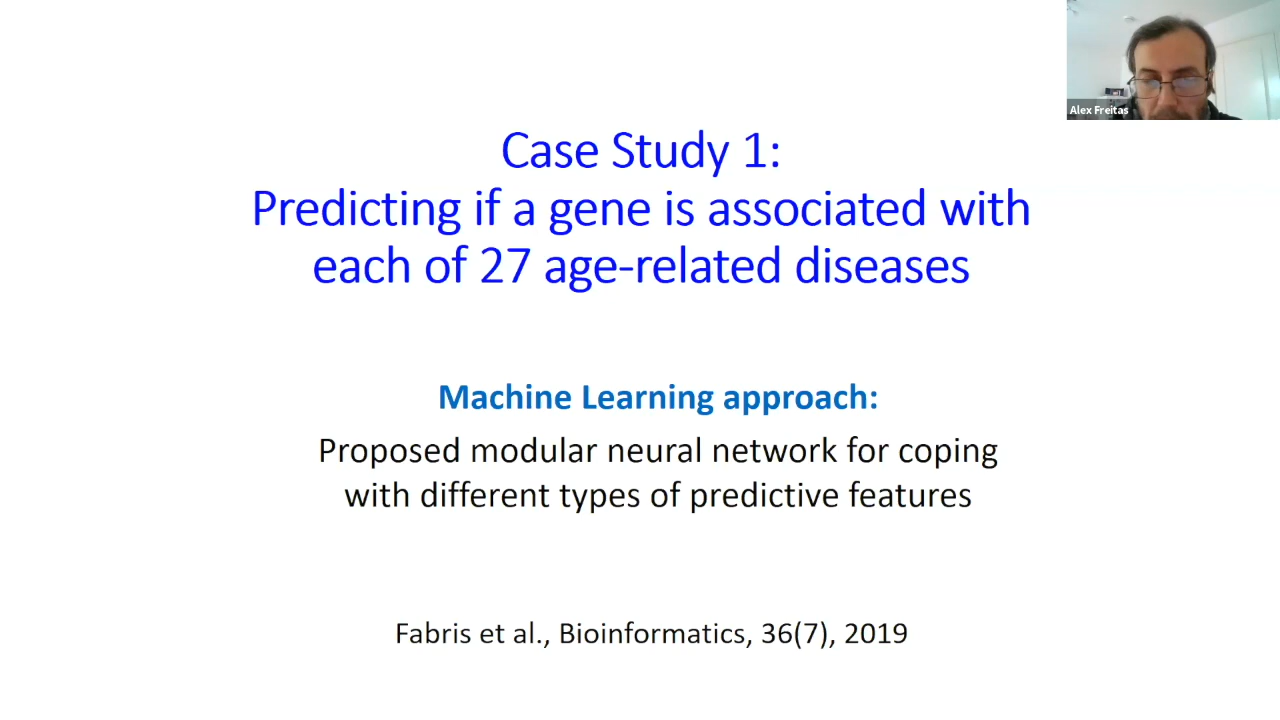 Alex Freitas
Case Study 1:
Predicting if a gene is associated with
each of 27 age-related diseases
Machine Learning approach:
Proposed modular neural network for coping
with different types of predictive features
Fabris et al., Bioinformatics, 36(7), 2019